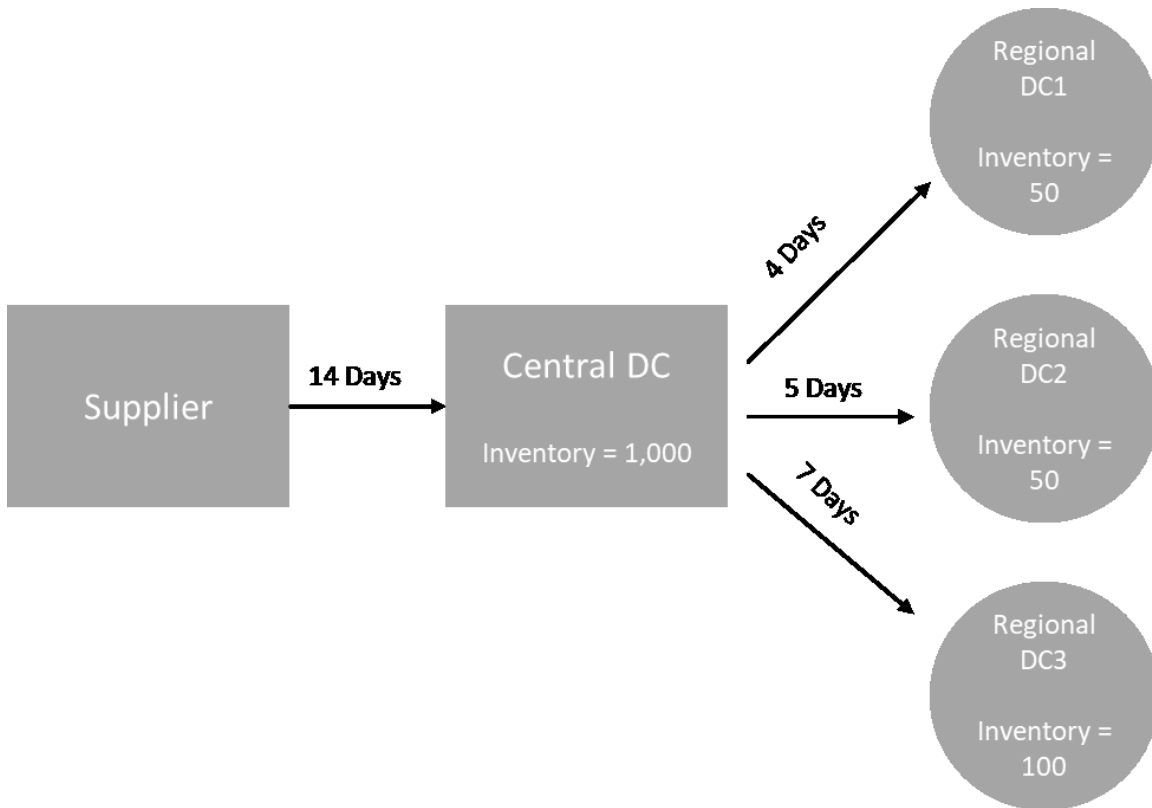 Supplier
14 Days
Central DC
Inventory = 1,000
4 Days
5 Days
7 Days
Regional
DC1
Inventory =
50
Regional
DC2
Inventory =
50
Regional
DC3
Inventory =
100